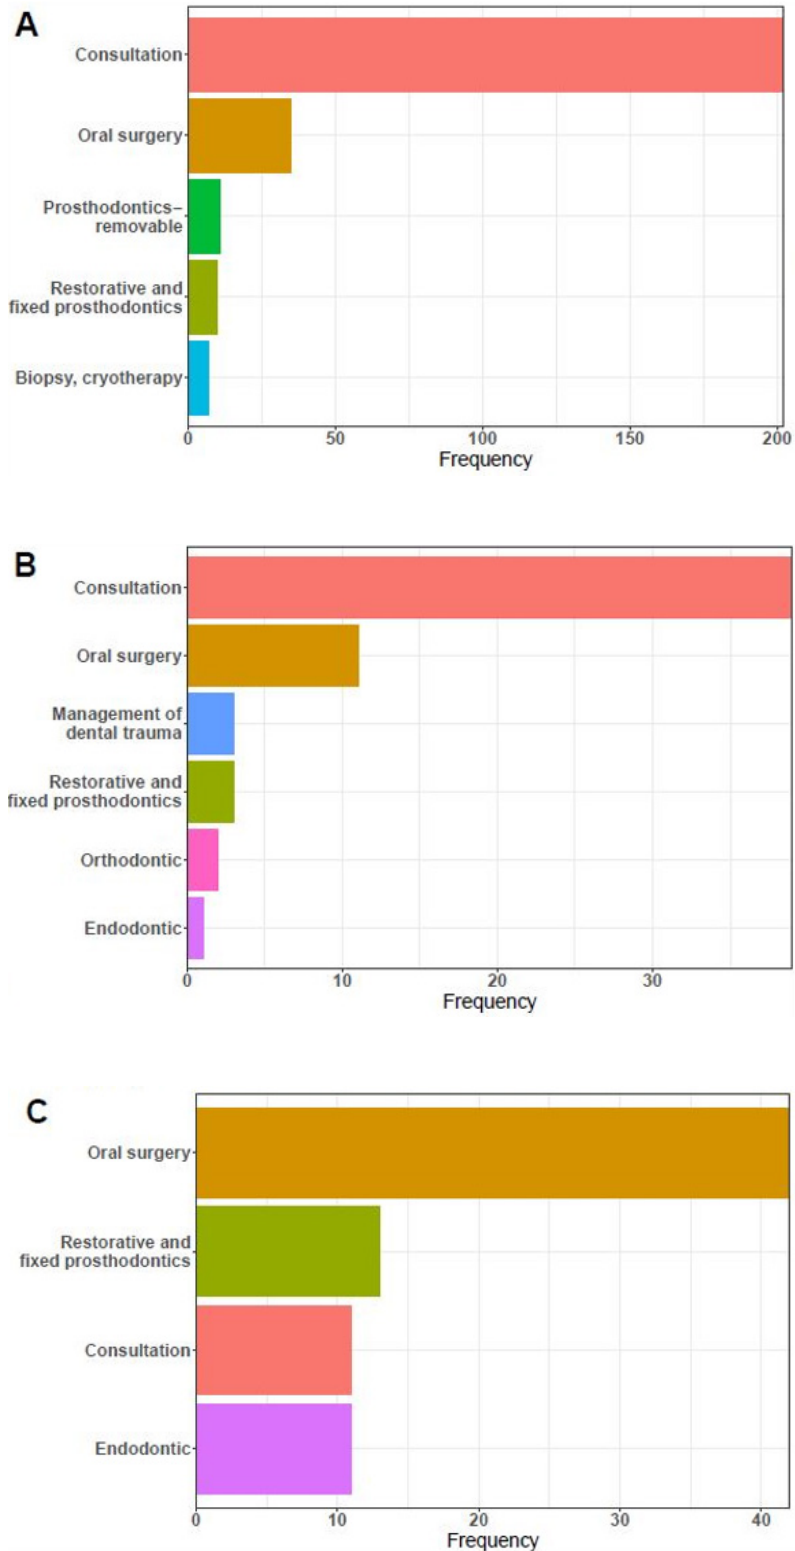 A
Consultation
Oral surgery
Prosthodontics–
removable
Restorative and
fixed prosthodontics
Biopsy, cryotherapy
0 50 100 150 200
Frequency
B
Consultation
Oral surgery
Management of
dental trauma
Restorative and
fixed prosthodontics
Orthodontic
Endodontic
0 10 20 30
Frequency
C
Oral surgery
Restorative and
fixed prosthodontics
Consultation
Endodontic
0 10 20 30 40
Frequency